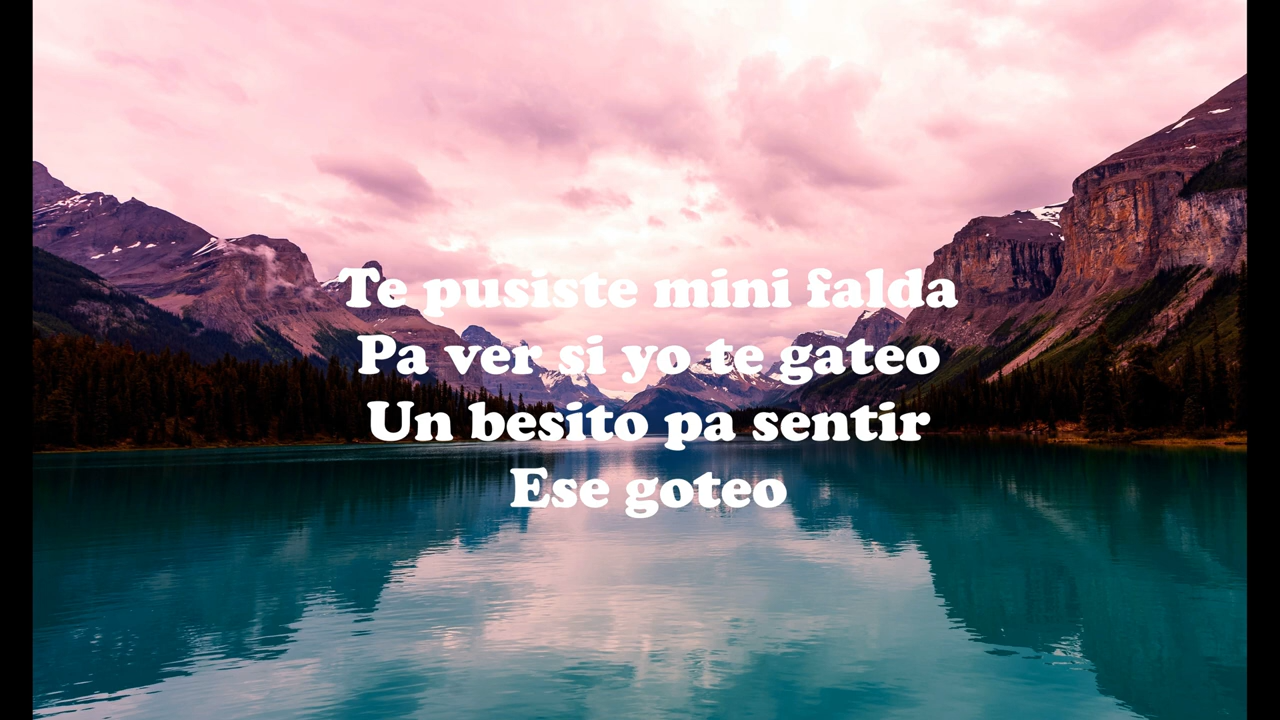 Te pusiste mini falda
Pa ver si yo te gateo
Un besito pa sentir
Ese goteo